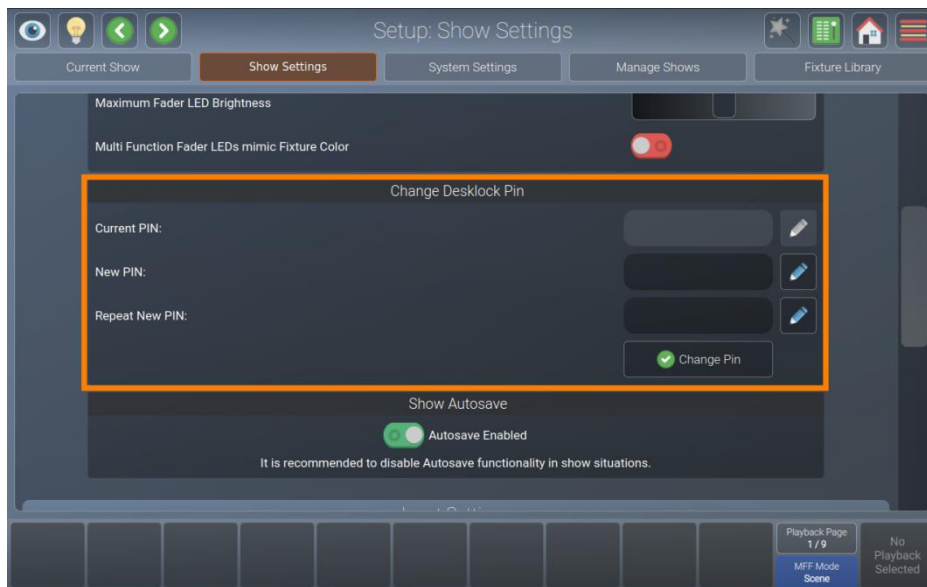 Setup: Show Settings
Current Show
Show Settings
System Settings
Manage Shows
Fixture Library
Maximum Fader LED Brightness
Multi Function Fader LEDs mimic Fixture Color
Change Desklock Pin
Current PIN:
New PIN:
Repeat New PIN:
Change Pin
Show Autosave
Autosave Enabled
It is recommended to disable Autosave functionality in show situations.
Playback Page
1 / 9
MFF Mode
Scene
No
Playback
Selected